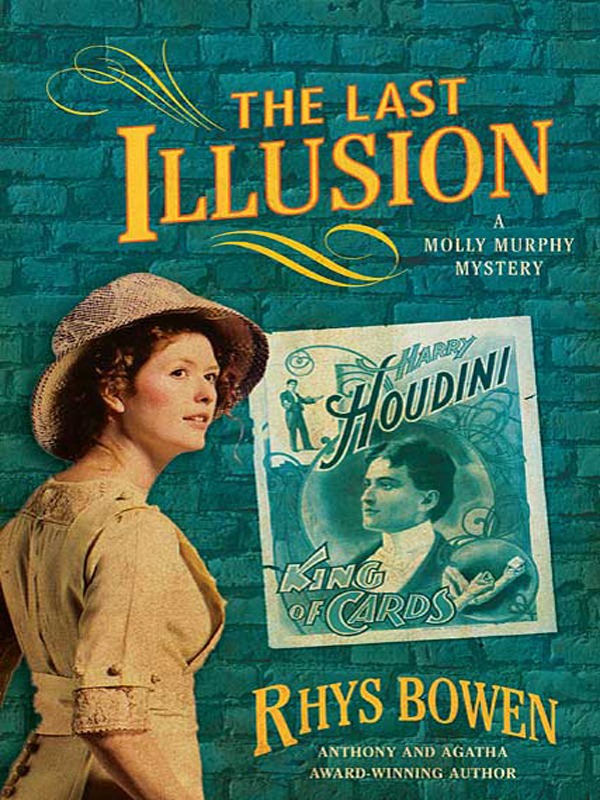 THE LAST
ILLUSION
A
MOLLY MURPHY
MYSTERY
HARRY
HOUDINI
KING
OF CARDS
RHYS BOWEN
ANTHONY AND AGATHA
AWARD-WINNING AUTHOR